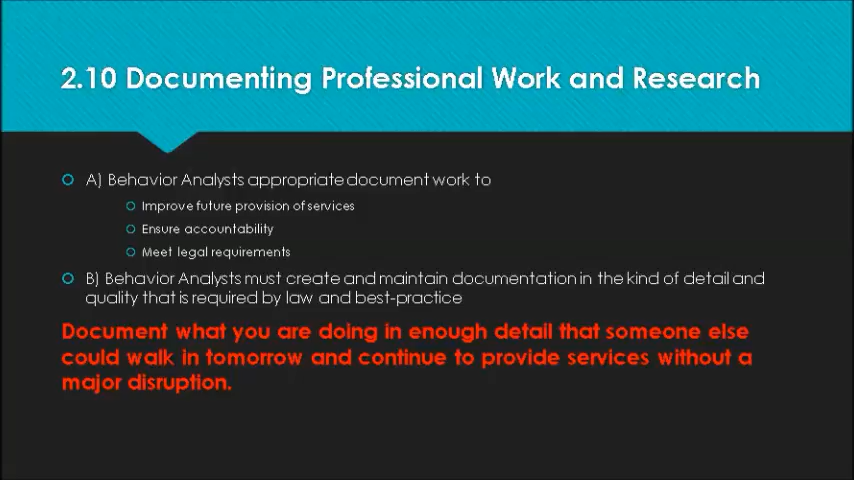 2.10 Documenting Professional Work and Research
A) Behavior Analysts appropriate document work to
Improve future provision of services
Ensure accountability
Meet legal requirements
B) Behavior Analysts must create and maintain documentation in the kind of detail and
quality that is required by law and best-practice
Document what you are doing in enough detail that someone else
could walk in tomorrow and continue to provide services without a
major disruption.